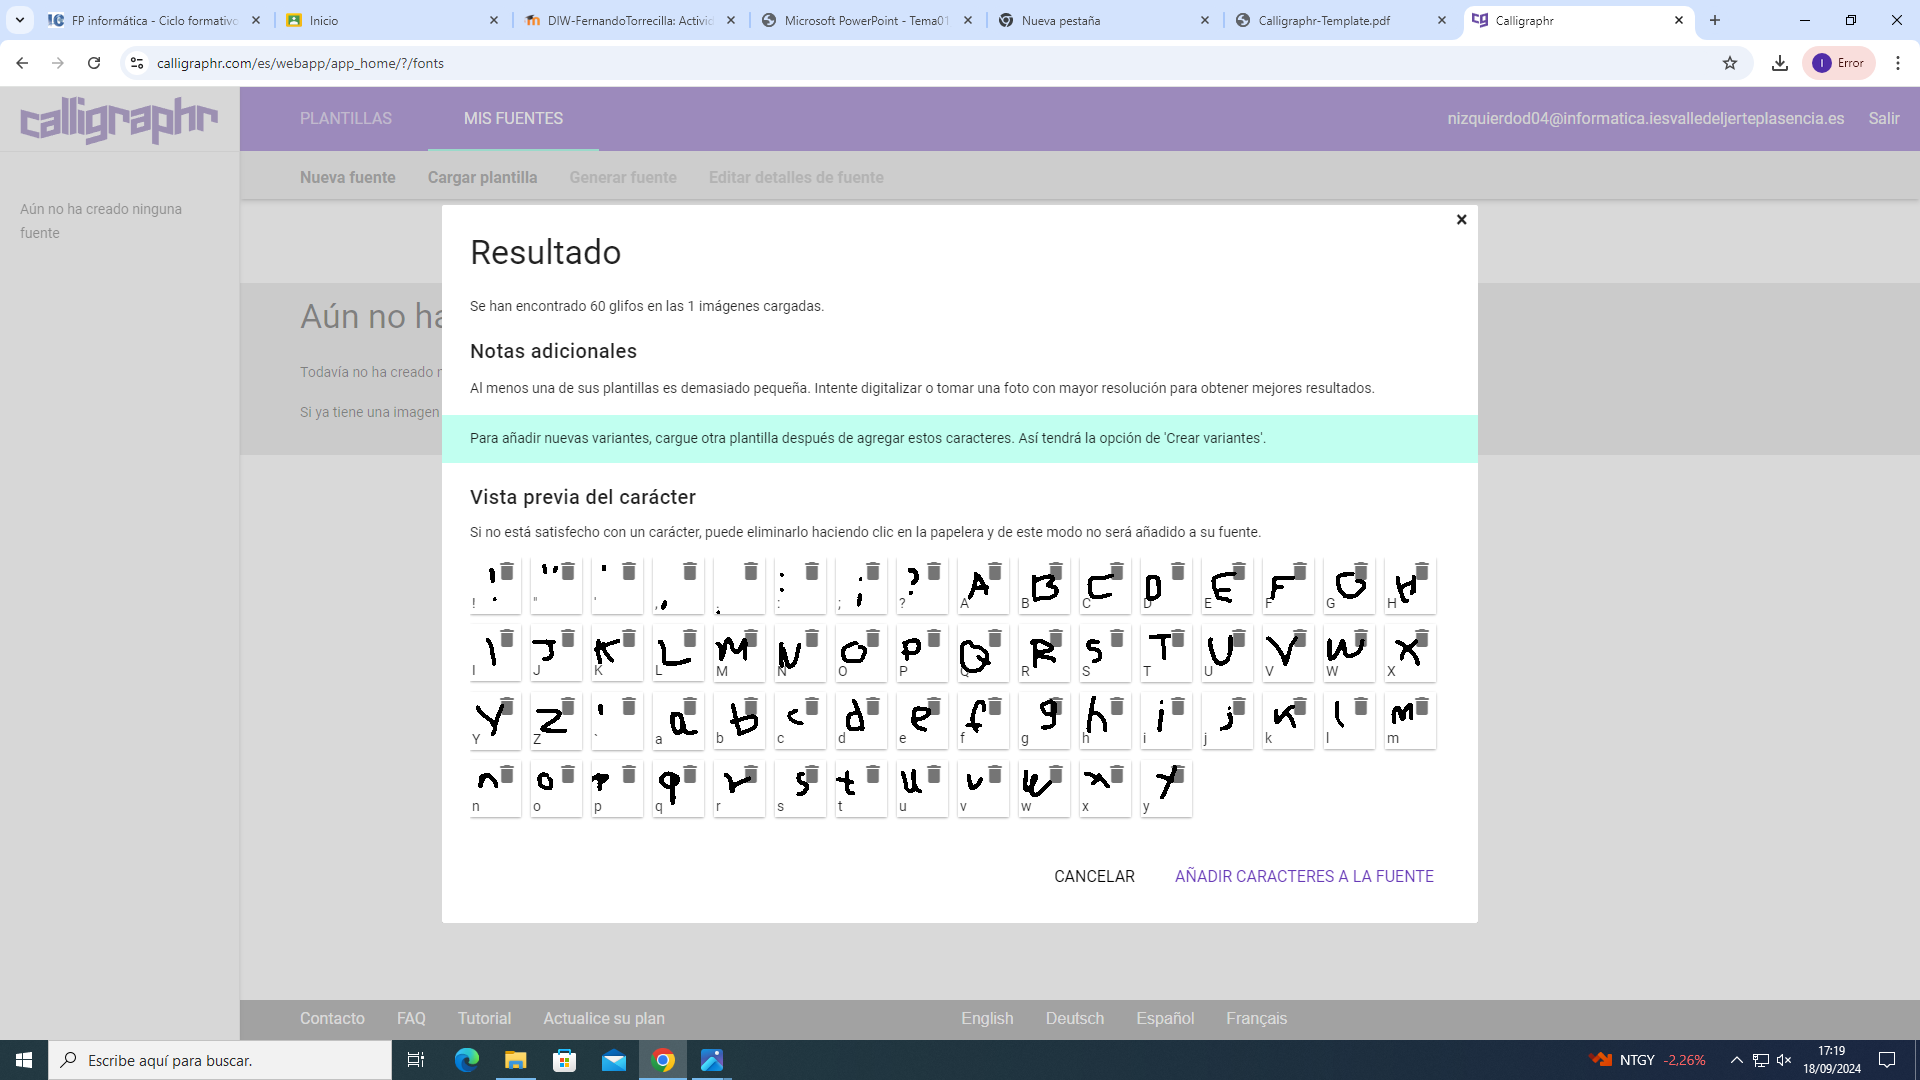 FP informática - Ciclo formativo
Inicio
DIW-FernandoTorrecilla: Activid
Microsoft PowerPoint - Tema01
Nueva pestaña
Calligraphr-Template.pdf
Calligraphr
calligraphr.com/es/webapp/app_home/?/fonts
I Error
calligraphr
PLANTILLAS
MIS FUENTES
nizquierdod04@informatica.iesvalledeljerteplasencia.es
Salir
Nueva fuente
Cargar plantilla
Generar fuente
Editar detalles de fuente
Aún no ha creado ninguna
fuente
Aún no ha
Todavía no ha creado
Si ya tiene una imagen
Resultado
Se han encontrado 60 glifos en las 1 imágenes cargadas.
Notas adicionales
Al menos una de sus plantillas es demasiado pequeña. Intente digitalizar o tomar una foto con mayor resolución para obtener mejores resultados.
Para añadir nuevas variantes, cargue otra plantilla después de agregar estos caracteres. Así tendrá la opción de 'Crear variantes'.
Vista previa del carácter
Si no está satisfecho con un carácter, puede eliminarlo haciendo clic en la papelera y de este modo no será añadido a su fuente.
! " ' , . : ; ? A B C D E F G H
I J K L M N O P Q R S T U V W X
Y Z ` a b c d e f g h i j k l m
n o p q r s t u v w x y
CANCELAR
AÑADIR CARACTERES A LA FUENTE
Contacto
FAQ
Tutorial
Actualice su plan
English
Deutsch
Español
Français
Escribe aquí para buscar.
NTGY -2,26%
17:19
18/09/2024